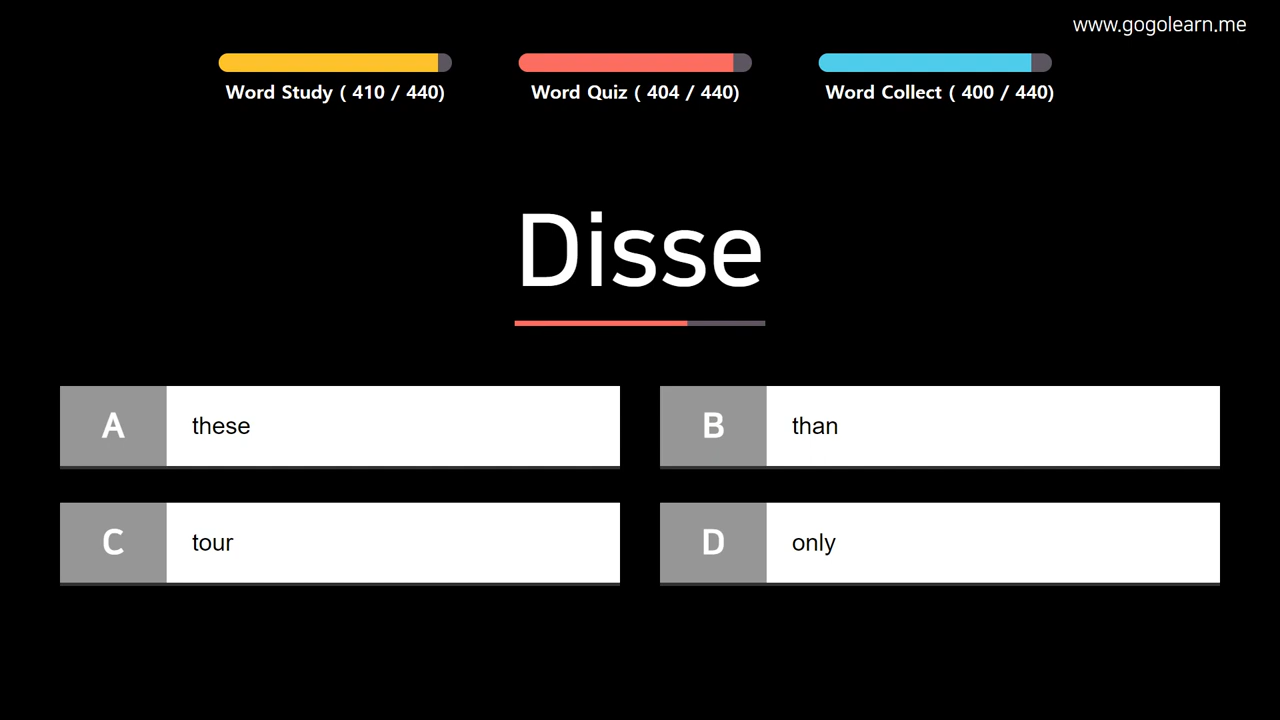 www.gogolearn.me
Word Study ( 410 / 440)
Word Quiz ( 404 / 440)
Word Collect ( 400 / 440)
Disse
A these
B than
C tour
D only